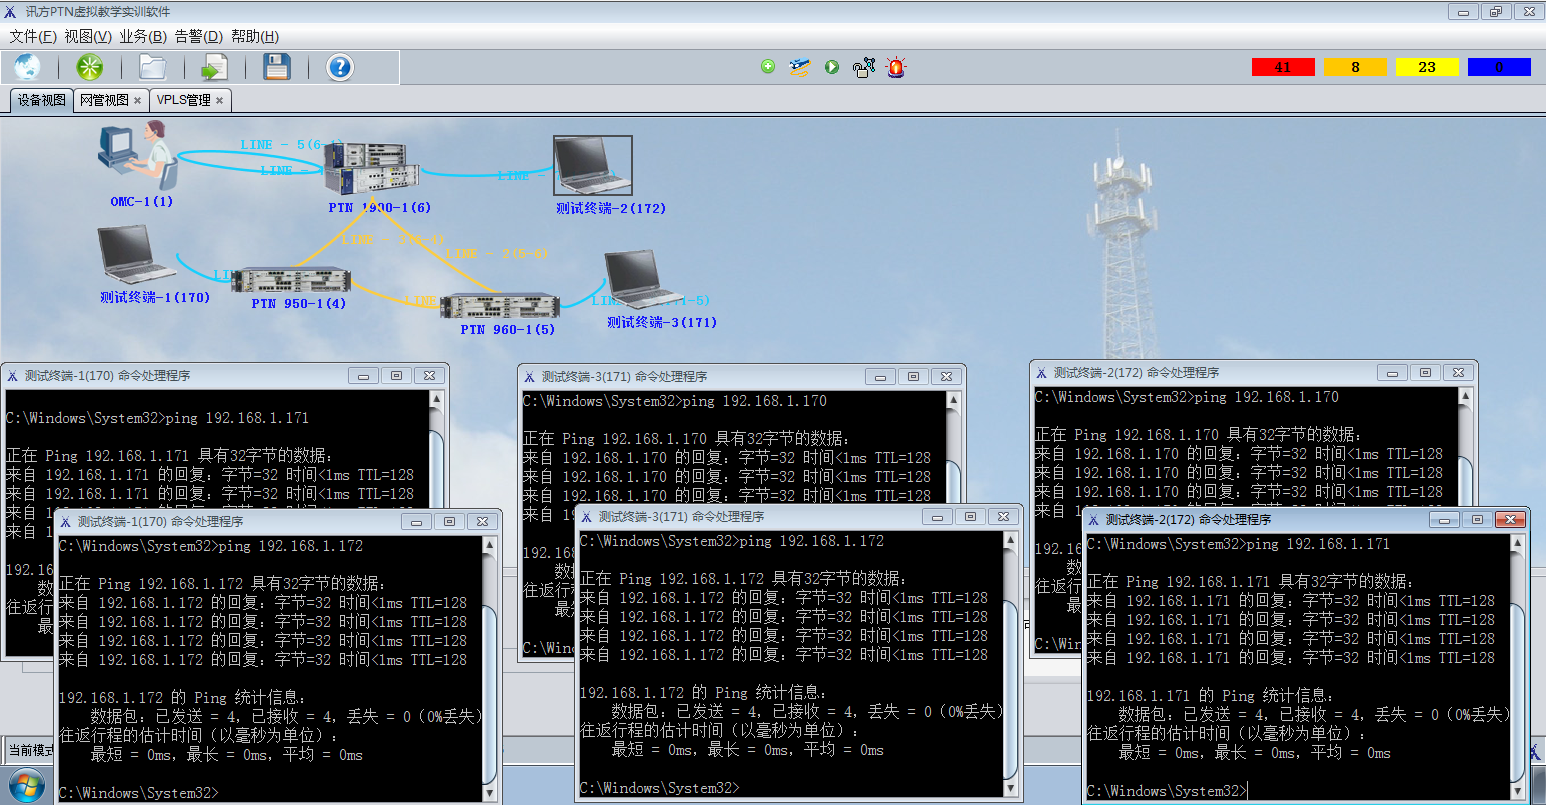 讯方PTN虚拟教学实训软件
文件(F) 视图(V) 业务(B) 告警(D) 帮助(H)
41 8 23 0
设备视图 网管视图 VPLS管理
LINE - 5(6-
LINE -
LINE -
OMC-1(1)
PTN 1900-1(6)
测试终端-2(172)
LINE
LINE - 2(5-6)
LINE
测试终端-1(170)
PTN 950-1(4)
LINE
PTN 960-1(5)
测试终端-3(171)
测试终端-1(170) 命令处理程序
C:\Windows\System32>ping 192.168.1.171
正在 Ping 192.168.1.171 具有32字节的数据:
来自 192.168.1.171 的回复: 字节=32 时间<1ms TTL=128
来自 192.168.1.171 的回复: 字节=32 时间<1ms TTL=128
来自 1
来自 1
192.16
数
往返行
最
测试终端-3(171) 命令处理程序
C:\Windows\System32>ping 192.168.1.170
正在 Ping 192.168.1.170 具有32字节的数据:
来自 192.168.1.170 的回复: 字节=32 时间<1ms TTL=128
来自 192.168.1.170 的回复: 字节=32 时间<1ms TTL=128
来自 192.168.1.170 的回复: 字节=32 时间<1ms TTL=128
来自 1
192.168
数
往返行
最
C:\Win
测试终端-2(172) 命令处理程序
C:\Windows\System32>ping 192.168.1.170
正在 Ping 192.168.1.170 具有32字节的数据:
来自 192.168.1.170 的回复: 字节=32 时间<1ms TTL=128
来自 192.168.1.170 的回复: 字节=32 时间<1ms TTL=128
来自 192.168.1.170 的回复: 字节=32 时间<1ms TTL=128
来自
192.16
数
往返行
最
C:\Win
测试终端-1(170) 命令处理程序
C:\Windows\System32>ping 192.168.1.172
正在 Ping 192.168.1.172 具有32字节的数据:
来自 192.168.1.172 的回复: 字节=32 时间<1ms TTL=128
来自 192.168.1.172 的回复: 字节=32 时间<1ms TTL=128
来自 192.168.1.172 的回复: 字节=32 时间<1ms TTL=128
来自 192.168.1.172 的回复: 字节=32 时间<1ms TTL=128
192.168.1.172 的 Ping 统计信息:
数据包: 已发送 = 4, 已接收 = 4, 丢失 = 0 (0%丢失)
往返行程的估计时间(以毫秒为单位):
最短 = 0ms, 最长 = 0ms, 平均 = 0ms
C:\Windows\System32>
测试终端-3(171) 命令处理程序
C:\Windows\System32>ping 192.168.1.172
正在 Ping 192.168.1.172 具有32字节的数据:
来自 192.168.1.172 的回复: 字节=32 时间<1ms TTL=128
来自 192.168.1.172 的回复: 字节=32 时间<1ms TTL=128
来自 192.168.1.172 的回复: 字节=32 时间<1ms TTL=128
来自 192.168.1.172 的回复: 字节=32 时间<1ms TTL=128
192.168.1.172 的 Ping 统计信息:
数据包: 已发送 = 4, 已接收 = 4, 丢失 = 0 (0%丢失)
往返行程的估计时间(以毫秒为单位):
最短 = 0ms, 最长 = 0ms, 平均 = 0ms
C:\Windows\System32>
测试终端-2(172) 命令处理程序
C:\Windows\System32>ping 192.168.1.171
正在 Ping 192.168.1.171 具有32字节的数据:
来自 192.168.1.171 的回复: 字节=32 时间<1ms TTL=128
来自 192.168.1.171 的回复: 字节=32 时间<1ms TTL=128
来自 192.168.1.171 的回复: 字节=32 时间<1ms TTL=128
来自 192.168.1.171 的回复: 字节=32 时间<1ms TTL=128
192.168.1.171 的 Ping 统计信息:
数据包: 已发送 = 4, 已接收 = 4, 丢失 = 0 (0%丢失)
往返行程的估计时间(以毫秒为单位):
最短 = 0ms, 最长 = 0ms, 平均 = 0ms
C:\Windows\System32>
当前模式